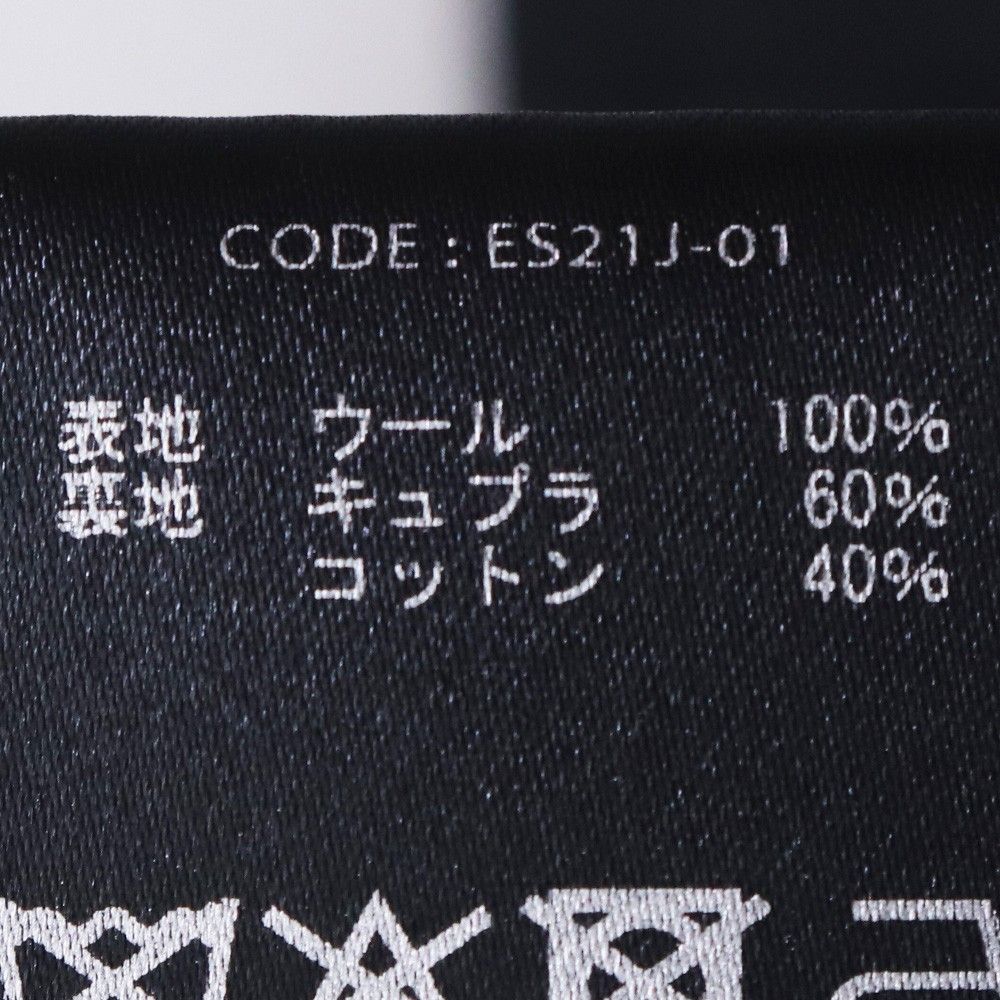 CODE : ES21J-01
表地 ウール 100%
裏地 キュプラ 60%
コットン 40%